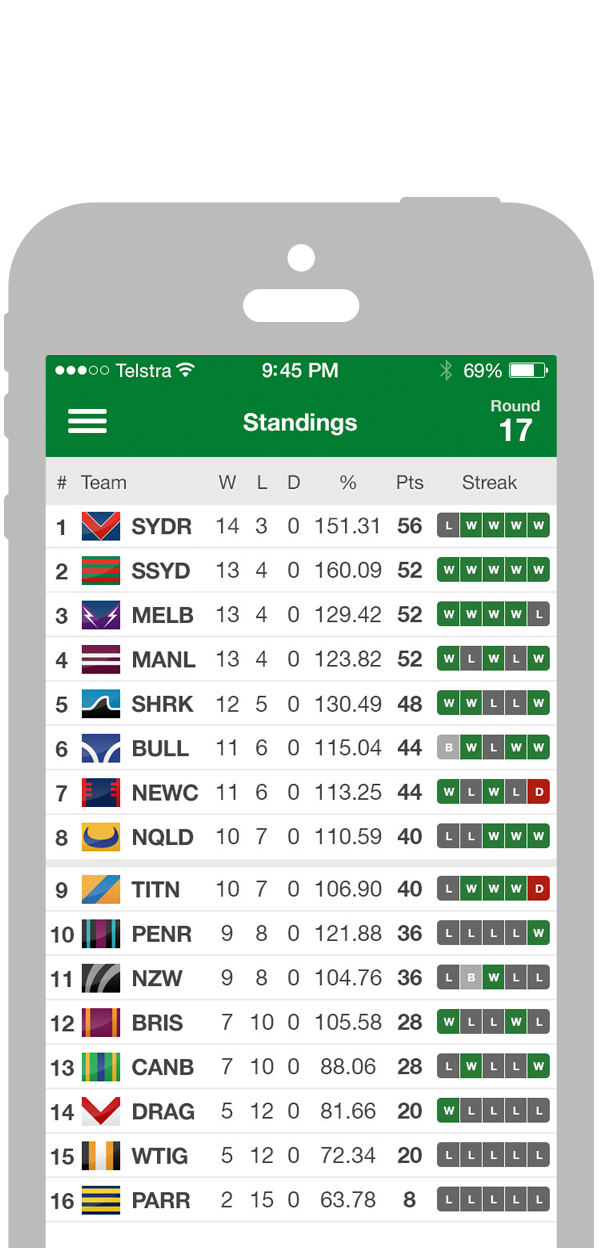 Telstra 9:45 PM 69%
Standings Round 17
# Team W L D % Pts Streak
1 SYDR 14 3 0 151.31 56 L W W W W
2 SSYD 13 4 0 160.09 52 W W W W W
3 MELB 13 4 0 129.42 52 W W W W L
4 MANL 13 4 0 123.82 52 W L W L W
5 SHRK 12 5 0 130.49 48 W W L L W
6 BULL 11 6 0 115.04 44 B W L W W
7 NEWC 11 6 0 113.25 44 W L W L D
8 NQLD 10 7 0 110.59 40 L L W W W
9 TITN 10 7 0 106.90 40 L W W W D
10 PENR 9 8 0 121.88 36 L L L L W
11 NZW 9 8 0 104.76 36 L B W L L
12 BRIS 7 10 0 105.58 28 W L L W L
13 CANB 7 10 0 88.06 28 L W L L W
14 DRAG 5 12 0 81.66 20 W L L L L
15 WTIG 5 12 0 72.34 20 L L L L L
16 PARR 2 15 0 63.78 8 L L L L L